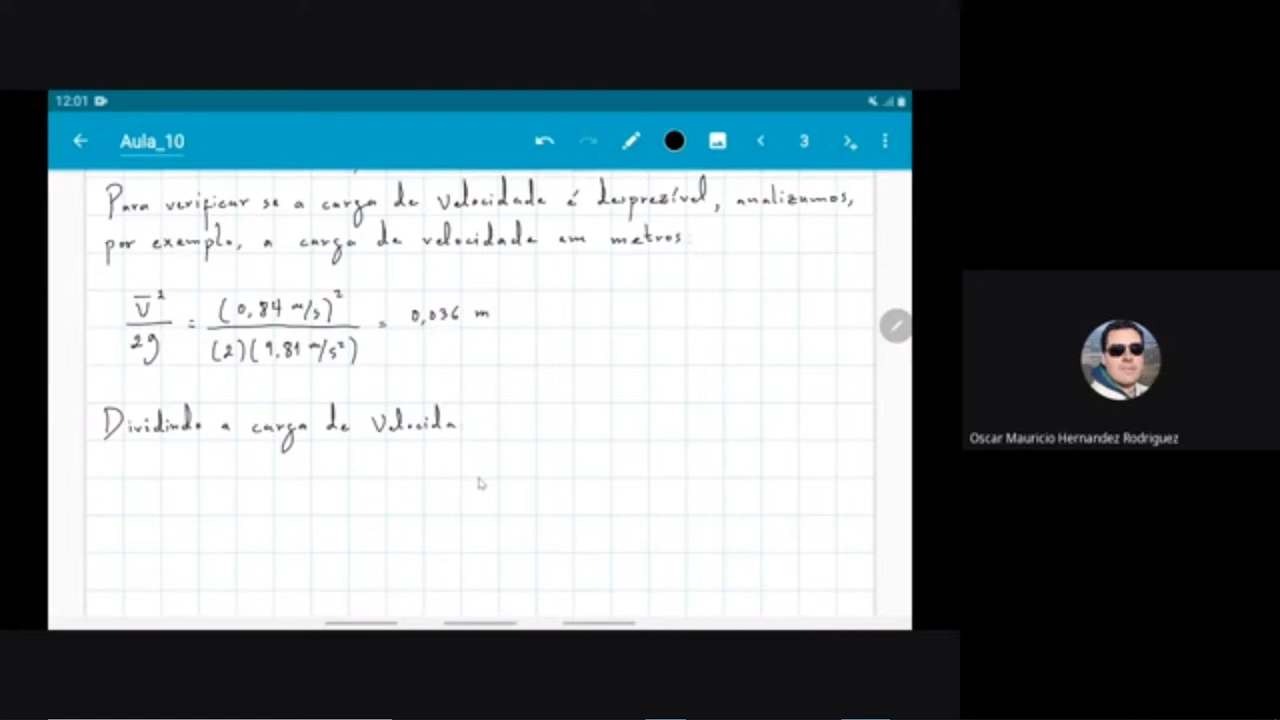 12:01
Aula_10
3
Para verificar se a carga de velocidade é desprezível, analizamos,
por exemplo, a carga de velocidade em metros:
V̅²/2g = (0,84 m/s)²/(2)(9,81 m/s²) = 0,036 m
Dividindo a carga de velocida
Oscar Mauricio Hernandez Rodriguez